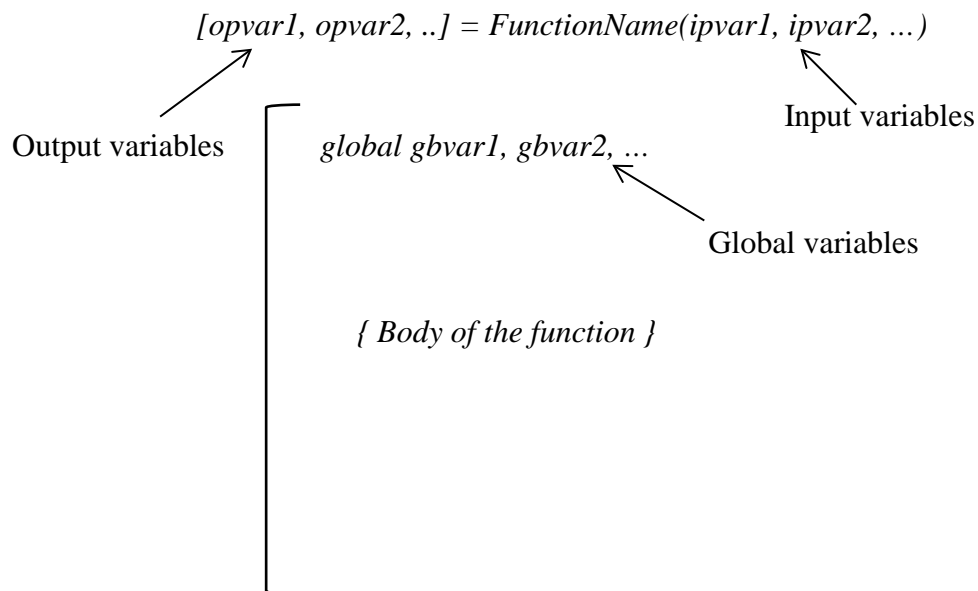 [opvar1, opvar2, ..] = FunctionName(ipvar1, ipvar2, …)
Input variables
Output variables
global gbvar1, gbvar2, …
Global variables
{ Body of the function }